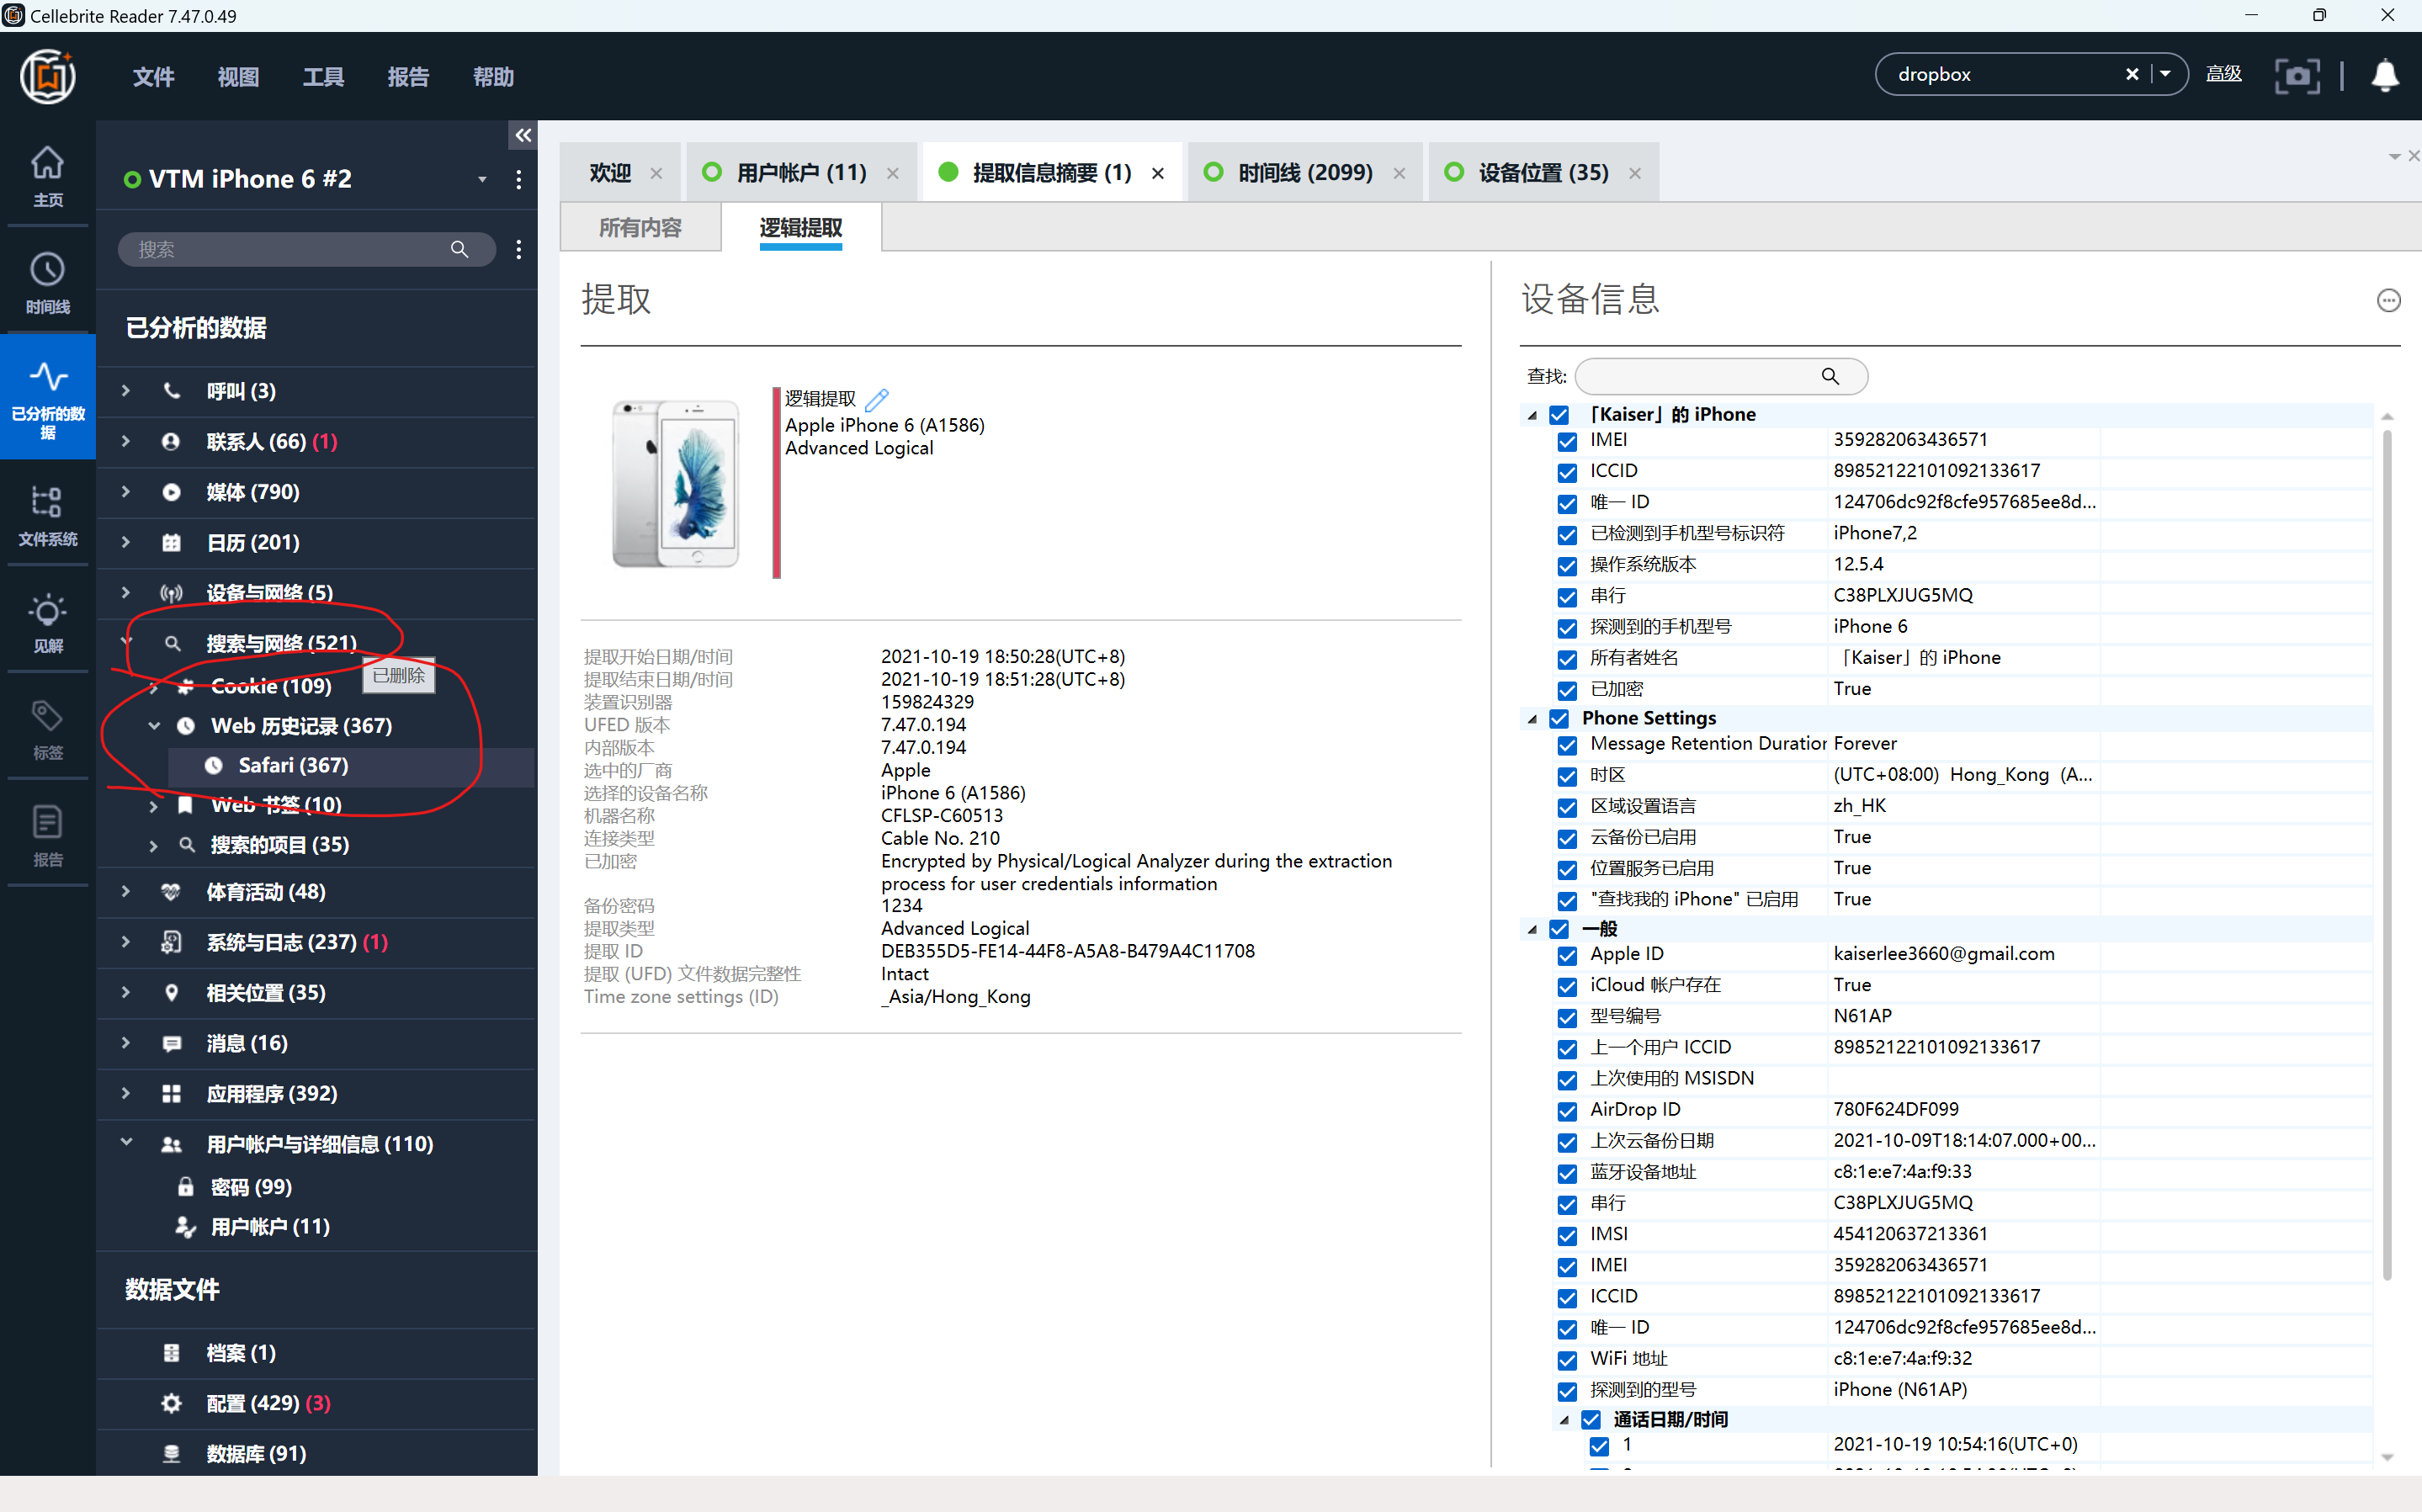 Cellebrite Reader 7.47.0.49
文件 视图 工具 报告 帮助
dropbox
高级
主页
时间线
已分析的数据
文件系统
见解
标签
报告
VTM iPhone 6 #2
搜索
已分析的数据
呼叫 (3)
联系人 (66) (1)
媒体 (790)
日历 (201)
设备与网络 (5)
搜索与网络 (521)
已删除
Cookie (109)
Web 历史记录 (367)
Safari (367)
Web 书签 (10)
搜索的项目 (35)
体育活动 (48)
系统与日志 (237) (1)
相关位置 (35)
消息 (16)
应用程序 (392)
用户帐户与详细信息 (110)
密码 (99)
用户帐户 (11)
数据文件
档案 (1)
配置 (429) (3)
数据库 (91)
欢迎
用户帐户 (11)
提取信息摘要 (1)
时间线 (2099)
设备位置 (35)
所有内容
逻辑提取
提取
逻辑提取
Apple iPhone 6 (A1586)
Advanced Logical
提取开始日期/时间 2021-10-19 18:50:28(UTC+8)
提取结束日期/时间 2021-10-19 18:51:28(UTC+8)
装置识别器 159824329
UFED 版本 7.47.0.194
内部版本 7.47.0.194
选中的厂商 Apple
选择的设备名称 iPhone 6 (A1586)
机器名称 CFLSP-C60513
连接类型 Cable No. 210
已加密 Encrypted by Physical/Logical Analyzer during the extraction
process for user credentials information
备份密码 1234
提取类型 Advanced Logical
提取 ID DEB355D5-FE14-44F8-A5A8-B479A4C11708
提取 (UFD) 文件数据完整性 Intact
Time zone settings (ID) _Asia/Hong_Kong
设备信息
查找:
「Kaiser」的 iPhone
IMEI 359282063436571
ICCID 89852122101092133617
唯一 ID 124706dc92f8cfe957685ee8d...
已检测到手机型号标识符 iPhone7,2
操作系统版本 12.5.4
串行 C38PLXJUG5MQ
探测到的手机型号 iPhone 6
所有者姓名 「Kaiser」的 iPhone
已加密 True
Phone Settings
Message Retention Duration Forever
时区 (UTC+08:00) Hong_Kong (A...
区域设置语言 zh_HK
云备份已启用 True
位置服务已启用 True
"查找我的 iPhone" 已启用 True
一般
Apple ID kaiserlee3660@gmail.com
iCloud 帐户存在 True
型号编号 N61AP
上一个用户 ICCID 89852122101092133617
上次使用的 MSISDN
AirDrop ID 780F624DF099
上次云备份日期 2021-10-09T18:14:07.000+00...
蓝牙设备地址 c8:1e:e7:4a:f9:33
串行 C38PLXJUG5MQ
IMSI 454120637213361
IMEI 359282063436571
ICCID 89852122101092133617
唯一 ID 124706dc92f8cfe957685ee8d...
WiFi 地址 c8:1e:e7:4a:f9:32
探测到的型号 iPhone (N61AP)
通话日期/时间
1 2021-10-19 10:54:16(UTC+0)